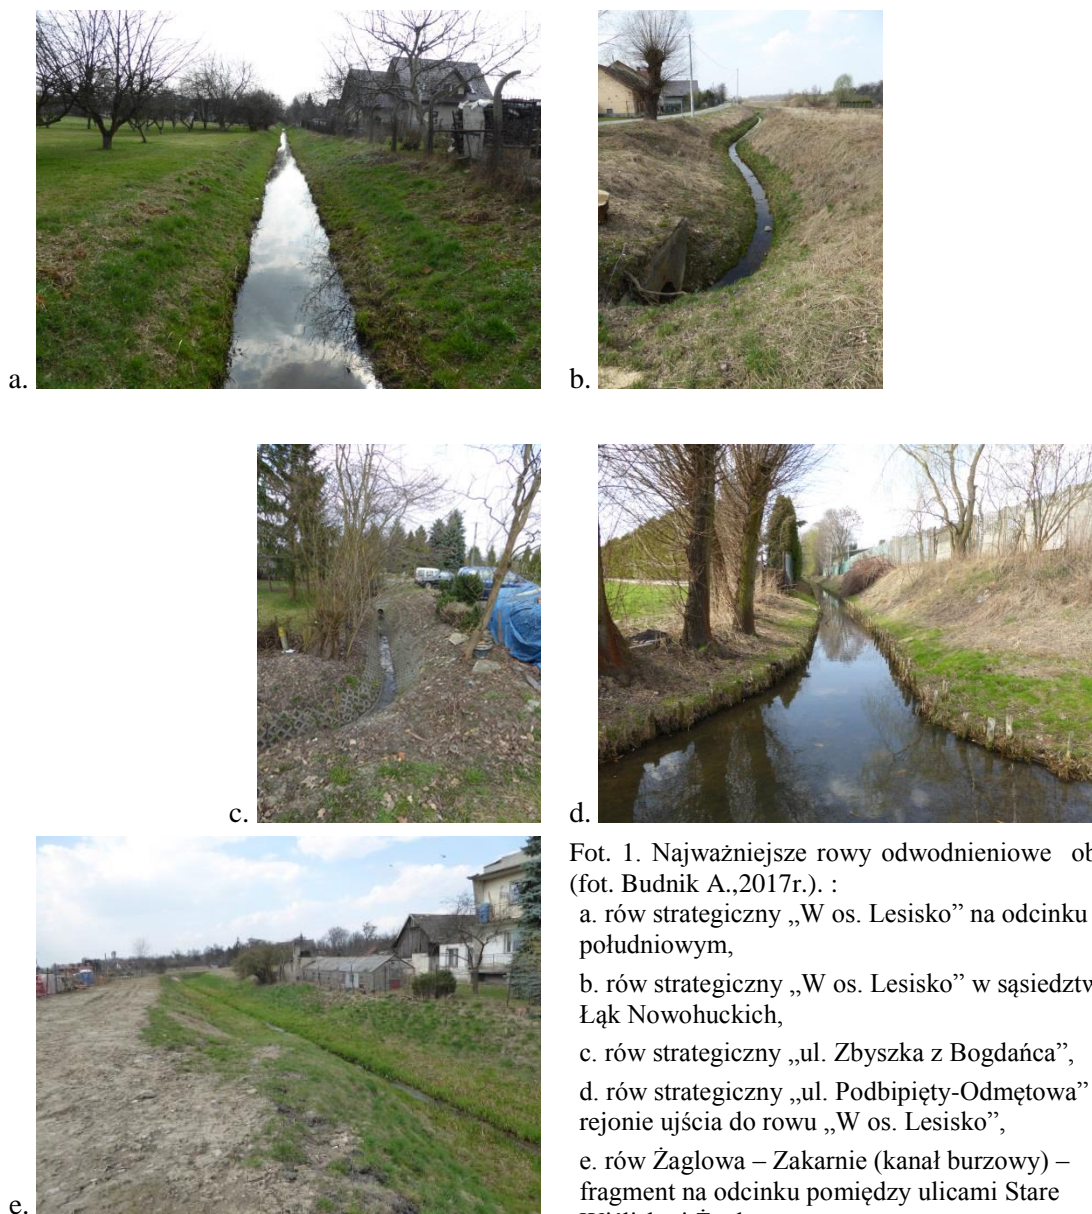 a.
b.
c.
d.
e.
Fot. 1. Najważniejsze rowy odwodnieniowe
(fot. Budnik A.,2017r.). :
a. rów strategiczny „W os. Lesisko” na odcinku
południowym,
b. rów strategiczny „W os. Lesisko” w
Łąk Nowohuckich,
c. rów strategiczny „ul. Zbyszka z Bogdańca”,
d. rów strategiczny „ul. Podbipięty-Odmętowa”
rejonie ujścia do rowu „W os. Lesisko”,
e. rów Żaglowa – Zakarnie (kanał burzowy) –
fragment na odcinku pomiędzy ulicami Stare